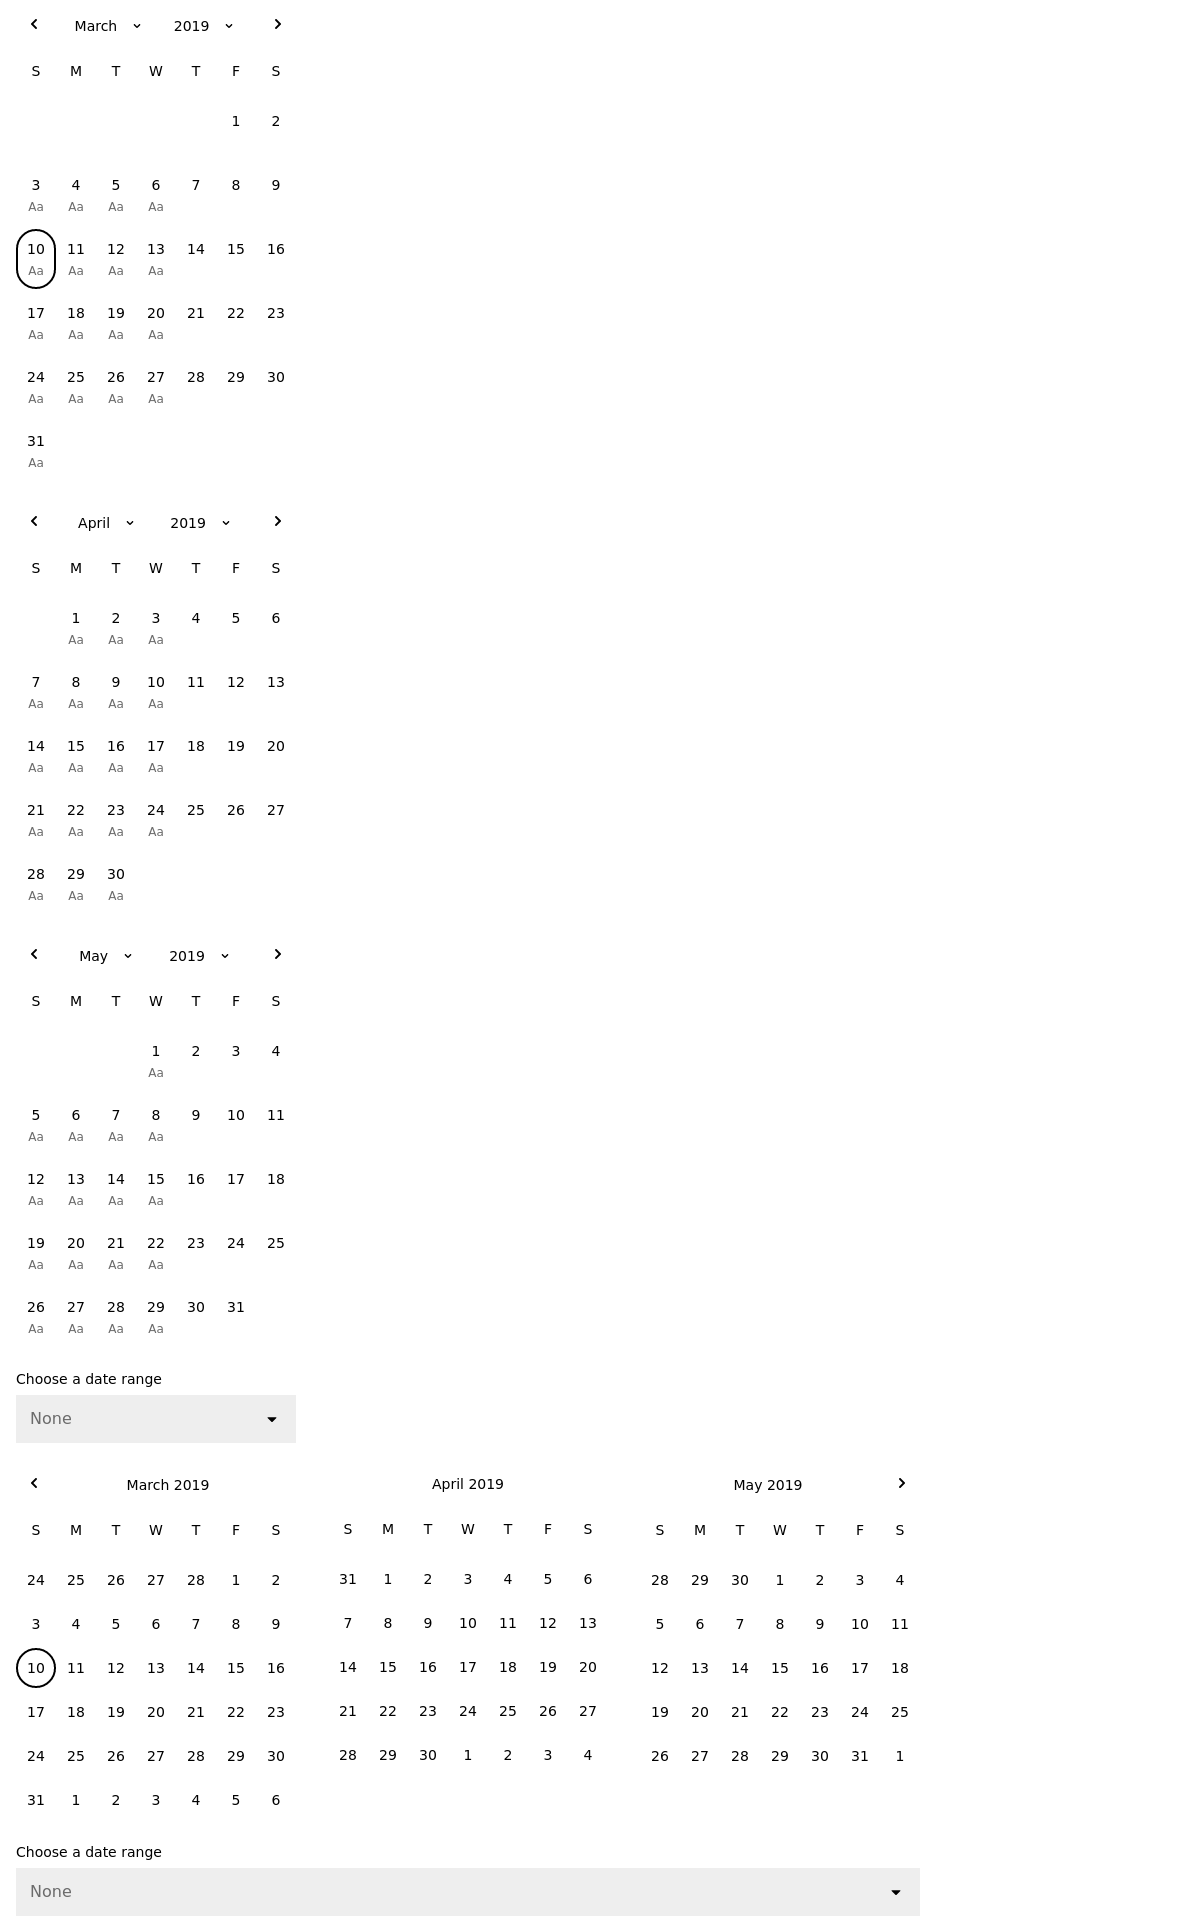 March 2019
S M T W T F S
1 2
3 4 5 6 7 8 9
Aa Aa Aa Aa
10 11 12 13 14 15 16
Aa Aa Aa Aa
17 18 19 20 21 22 23
Aa Aa Aa Aa
24 25 26 27 28 29 30
Aa Aa Aa Aa
31
Aa
April 2019
S M T W T F S
1 2 3 4 5 6
Aa Aa Aa
7 8 9 10 11 12 13
Aa Aa Aa Aa
14 15 16 17 18 19 20
Aa Aa Aa Aa
21 22 23 24 25 26 27
Aa Aa Aa Aa
28 29 30
Aa Aa Aa
May 2019
S M T W T F S
1 2 3 4
Aa
5 6 7 8 9 10 11
Aa Aa Aa Aa
12 13 14 15 16 17 18
Aa Aa Aa Aa
19 20 21 22 23 24 25
Aa Aa Aa Aa
26 27 28 29 30 31
Aa Aa Aa Aa
Choose a date range
None
March 2019
S M T W T F S
24 25 26 27 28 1 2
3 4 5 6 7 8 9
10 11 12 13 14 15 16
17 18 19 20 21 22 23
24 25 26 27 28 29 30
31 1 2 3 4 5 6
April 2019
S M T W T F S
31 1 2 3 4 5 6
7 8 9 10 11 12 13
14 15 16 17 18 19 20
21 22 23 24 25 26 27
28 29 30 1 2 3 4
May 2019
S M T W T F S
28 29 30 1 2 3 4
5 6 7 8 9 10 11
12 13 14 15 16 17 18
19 20 21 22 23 24 25
26 27 28 29 30 31 1
Choose a date range
None